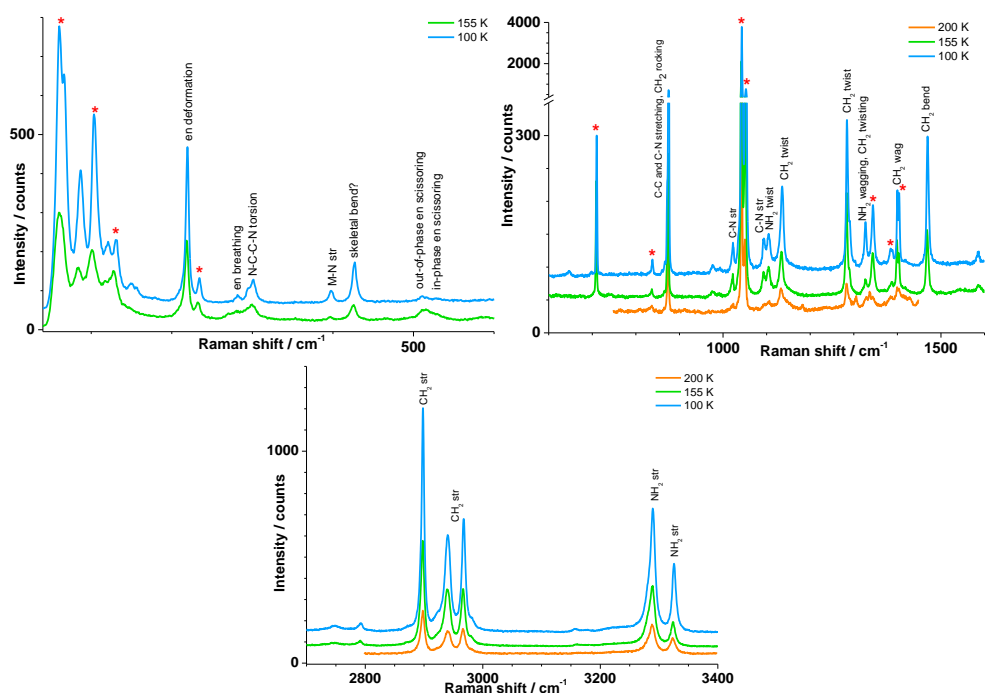 155 K
100 K
*
*
*
*
en deformation
en breathing
N-C-C-N torsion
M-N str
skeletal bend?
out-of-phase en scissoring
in-phase en scissoring
Intensity / counts
500
0
500
Raman shift / cm-1
200 K
155 K
100 K
*
*
*
*
*
*
*
C-C and C-N stretching, CH2 rocking
C-N str
C-N str
NH2 twist
CH2 twist
CH2 twist
NH2 wagging, CH2 twisting
CH2 wag
CH2 bend
Intensity / counts
4000
2000
300
0
1000
1500
Raman shift / cm-1
200 K
155 K
100 K
CH2 str
CH2 str
NH2 str
NH2 str
Intensity / counts
1000
0
2800
3000
3200
3400
Raman shift / cm-1